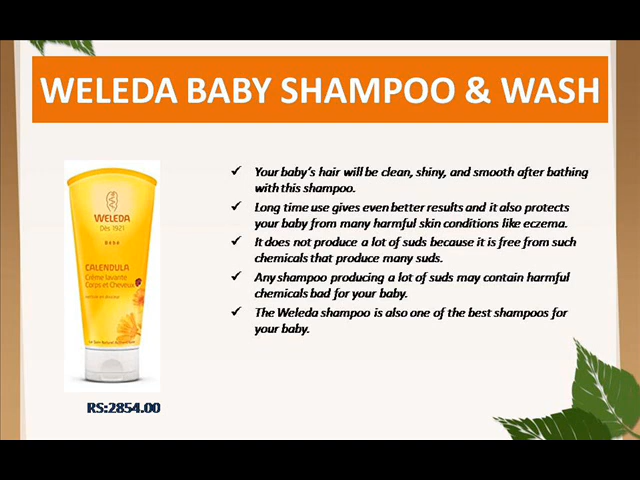 WELEDA BABY SHAMPOO & WASH
✓ Your baby's hair will be clean, shiny, and smooth after bathing
with this shampoo.
✓ Long time use gives even better results and it also protects
your baby from many harmful skin conditions like eczema.
✓ It does not produce a lot of suds because it is free from such
chemicals that produce many suds.
✓ Any shampoo producing a lot of suds may contain harmful
chemicals bad for your baby.
✓ The Weleda shampoo is also one of the best shampoos for
your baby.
WELEDA
Dès 1921
CALENDULA
Crème lavante
Corps et Cheveux
RS:2854.00